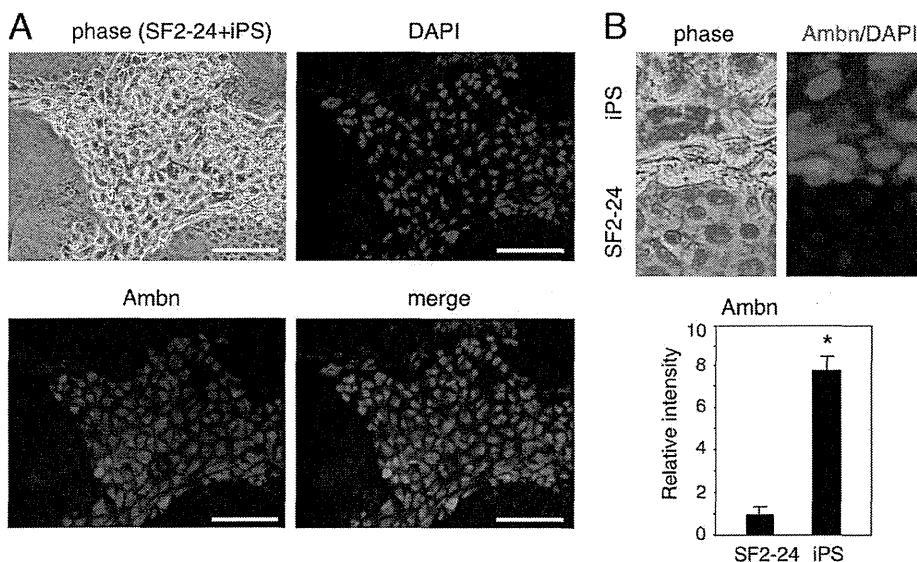 A
phase (SF2-24+iPS)
DAPI
Ambn
merge
B
phase
Ambn/DAPI
iPS
SF2-24
Ambn
Relative intensity
10
8
6
4
2
0
*
SF2-24
iPS